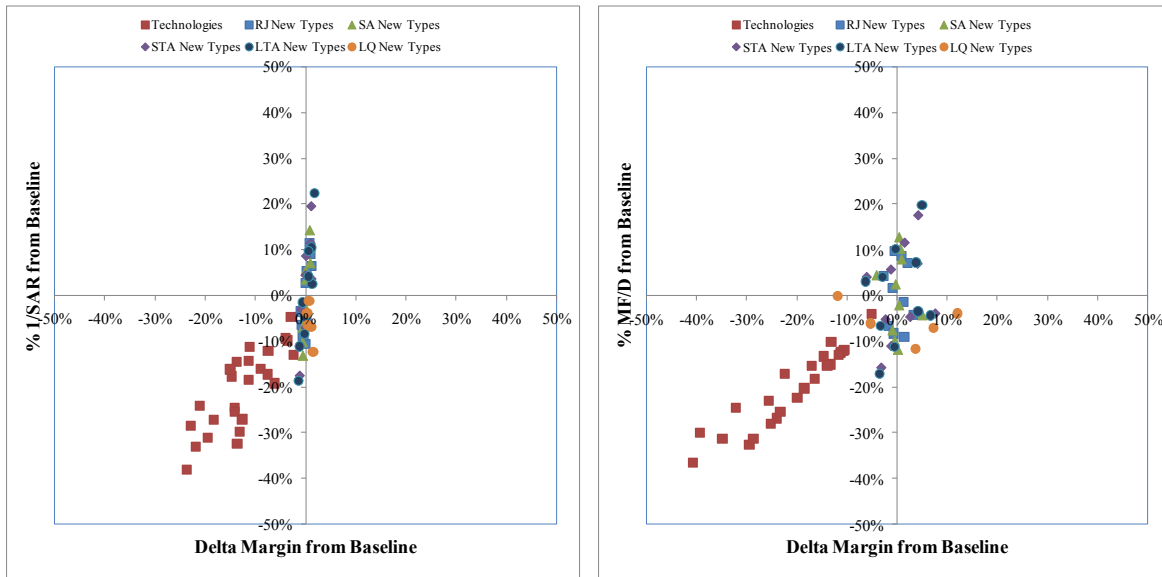 Technologies RJ New Types SA New Types
STA New Types LTA New Types LQ New Types
50%
40%
30%
20%
10%
0%
-50% -40% -30% -20% -10% 0% 10% 20% 30% 40% 50%
-10%
-20%
-30%
-40%
-50%
% 1/SAR from Baseline
Delta Margin from Baseline
Technologies RJ New Types SA New Types
STA New Types LTA New Types LQ New Types
50%
40%
30%
20%
10%
0%
-50% -40% -30% -20% -10% 0% 10% 20% 30% 40% 50%
-10%
-20%
-30%
-40%
-50%
% MF/D from Baseline
Delta Margin from Baseline